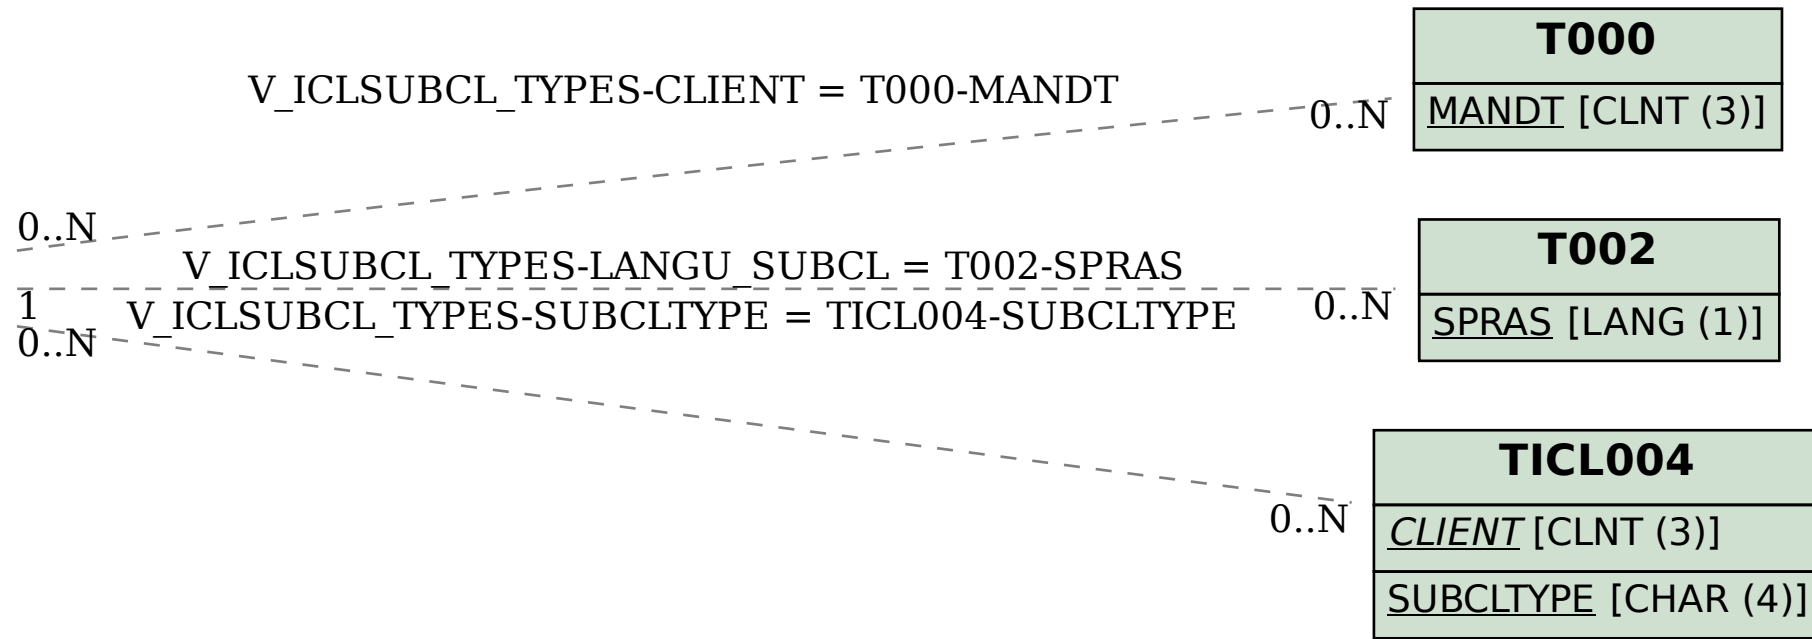 T000
V_ICLSUBCL_TYPES-CLIENT = T000-MANDT
0..N
MANDT [CLNT (3)]
0..N
T002
V_ICLSUBCL_TYPES-LANGU_SUBCL = T002-SPRAS
1
0..N
V_ICLSUBCL_TYPES-SUBCLTYPE = TICL004-SUBCLTYPE
SPRAS [LANG (1)]
0..N
TICL004
0..N
CLIENT [CLNT (3)]
SUBCLTYPE [CHAR (4)]